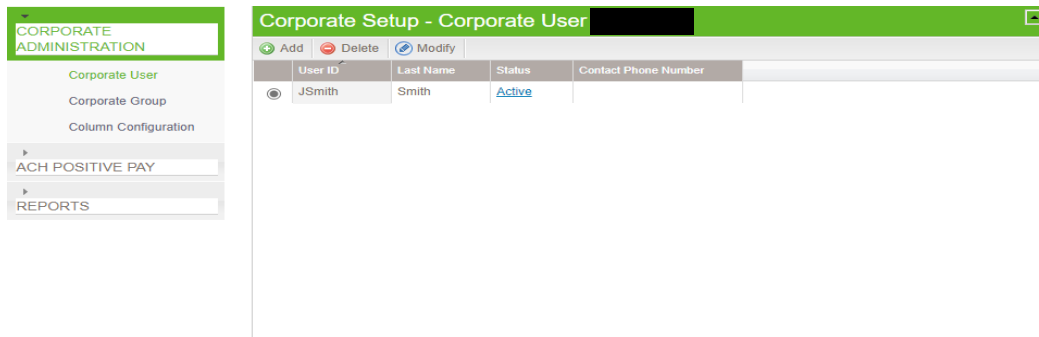 CORPORATE
ADMINISTRATION
Corporate User
Corporate Group
Column Configuration
ACH POSITIVE PAY
REPORTS
Corporate Setup - Corporate User
Add Delete Modify
User ID Last Name Status Contact Phone Number
JSmith Smith Active